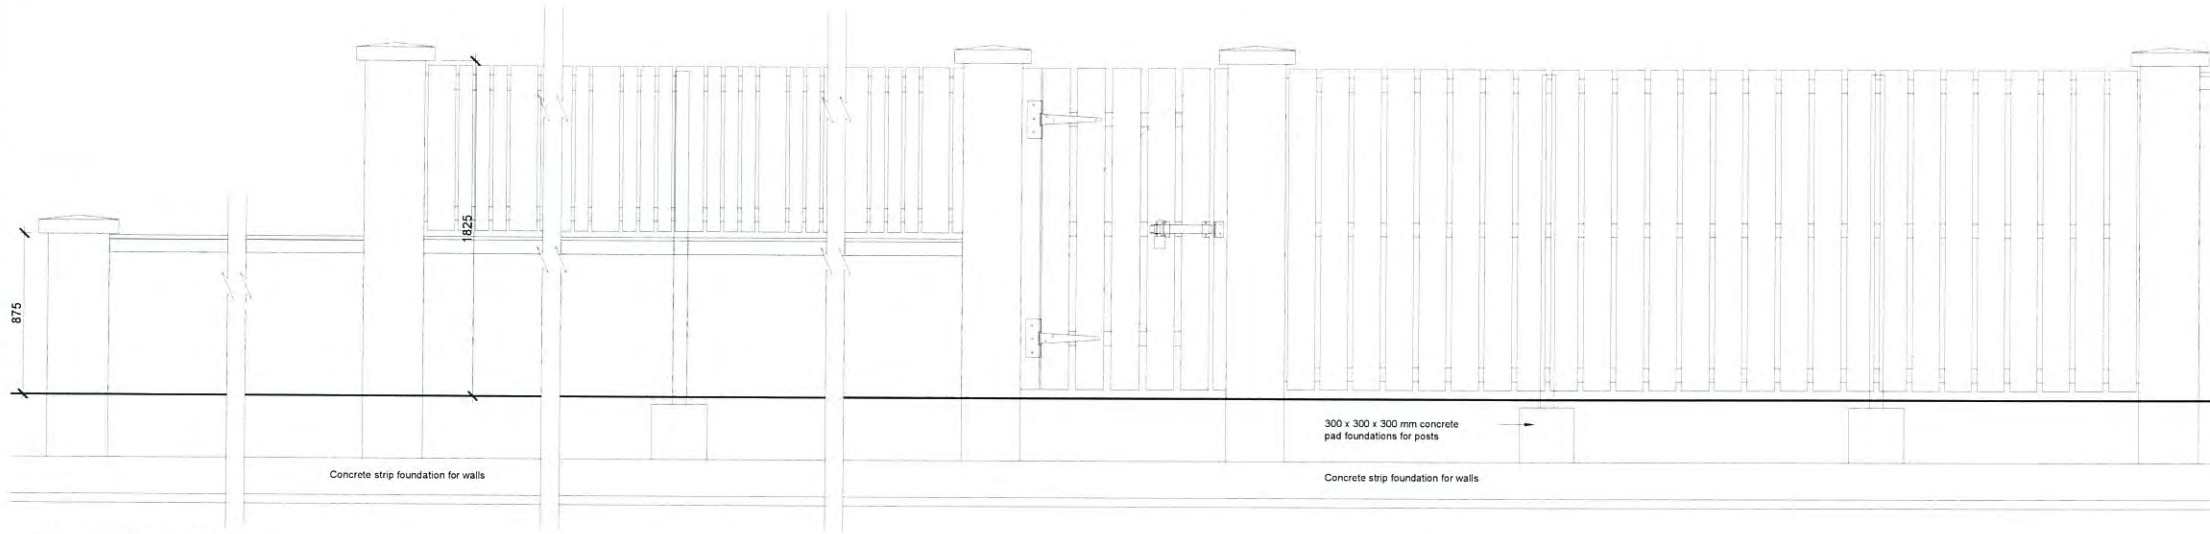 1825
875
300 x 300 x 300 mm concrete
pad foundations for posts
Concrete strip foundation for walls
Concrete strip foundation for walls